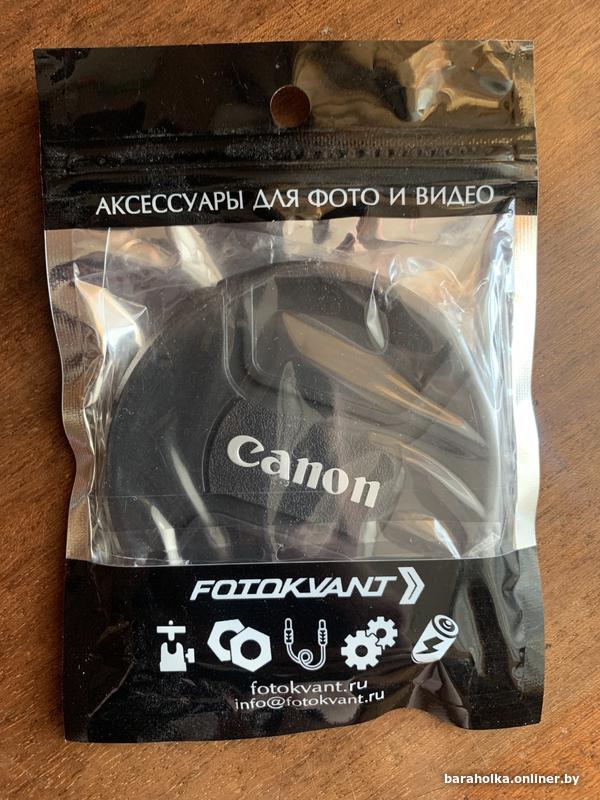 АКСЕССУАРЫ ДЛЯ ФОТО И ВИДЕО
Canon
FOTOKVANT
fotokvant.ru
info@fotokvant.ru
baraholka.onliner.by